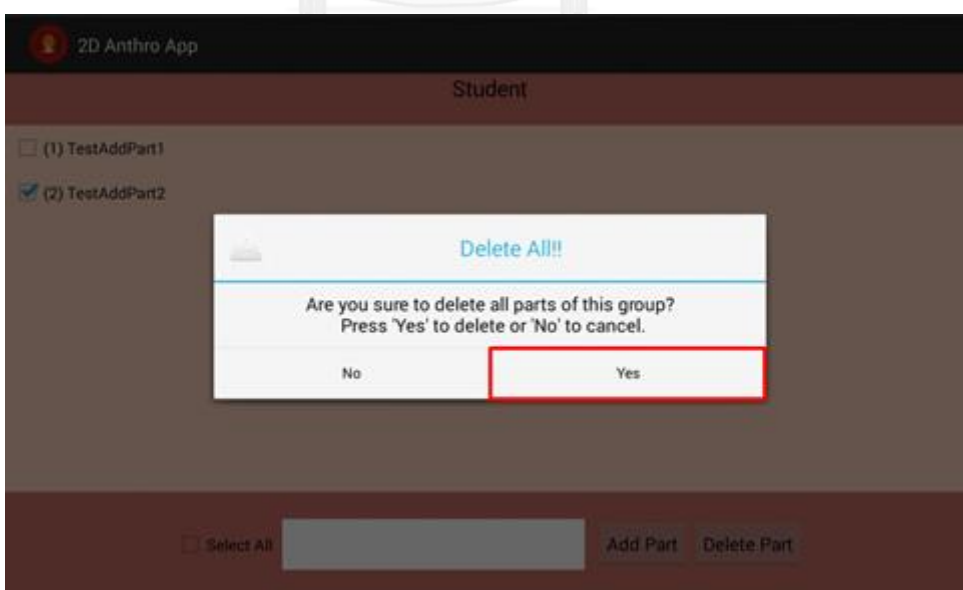 2D Anthro App
Student
(1) TestAddPart1
(2) TestAddPart2
Delete All!!
Are you sure to delete all parts of this group?
Press 'Yes' to delete or 'No' to cancel.
No
Yes
Select All
Add Part
Delete Part